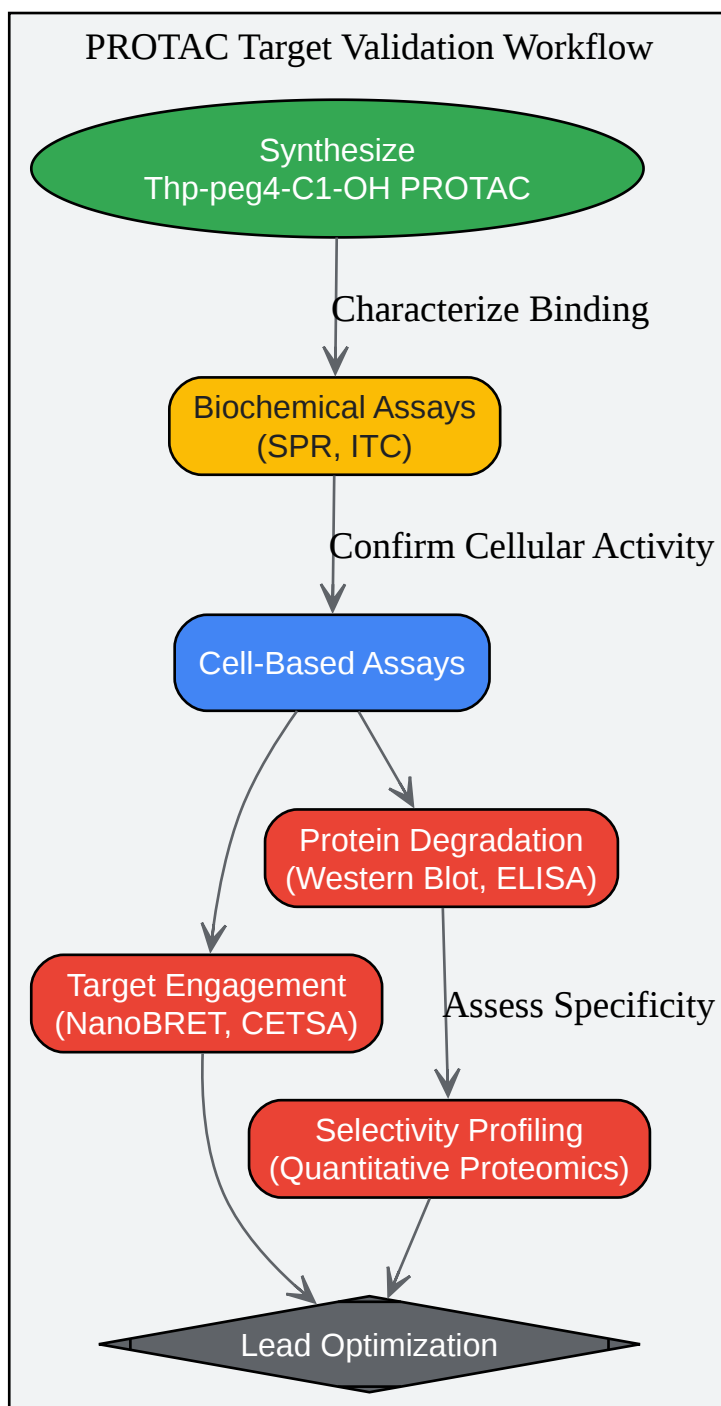 PROTAC Target Validation Workflow
Synthesize
Thp-peg4-C1-OH PROTAC
Characterize Binding
Biochemical Assays
(SPR, ITC)
Confirm Cellular Activity
Cell-Based Assays
Protein Degradation
(Western Blot, ELISA)
Target Engagement
(NanoBRET, CETSA)
Assess Specificity
Selectivity Profiling
(Quantitative Proteomics)
Lead Optimization